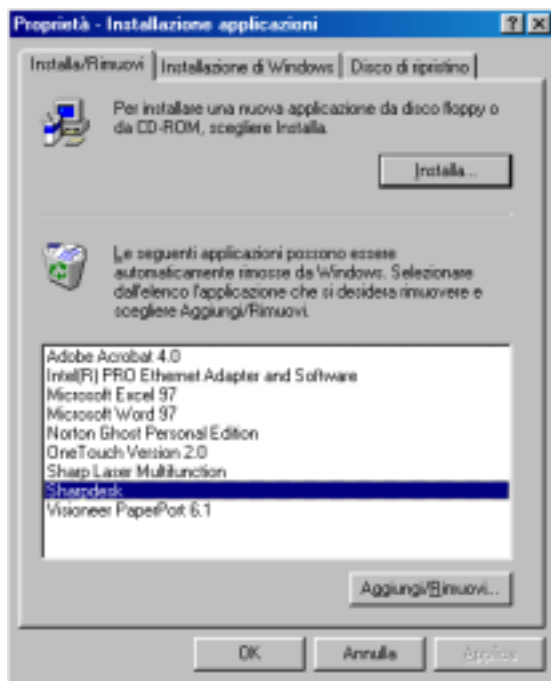 Proprietà - Installazione applicazioni
Installa/Rimuovi
Installazione di Windows
Disco di ripristino
Per installare una nuova applicazione da disco floppy o
da CD-ROM, scegliere Installa.
Installa...
Le seguenti applicazioni possono essere
automaticamente rimosse da Windows. Selezionare
dall'elenco l'applicazione che si desidera rimuovere e
scegliere Aggiungi/Rimuovi.
Adobe Acrobat 4.0
Intel(R) PRO Ethernet Adapter and Software
Microsoft Excel 97
Microsoft Word 97
Norton Ghost Personal Edition
OneTouch Version 2.0
Sharp Laser Multifunction
Sharpdesk
Visioneer PaperPort 6.1
Aggiungi/Rimuovi...
OK
Annulla
Applica